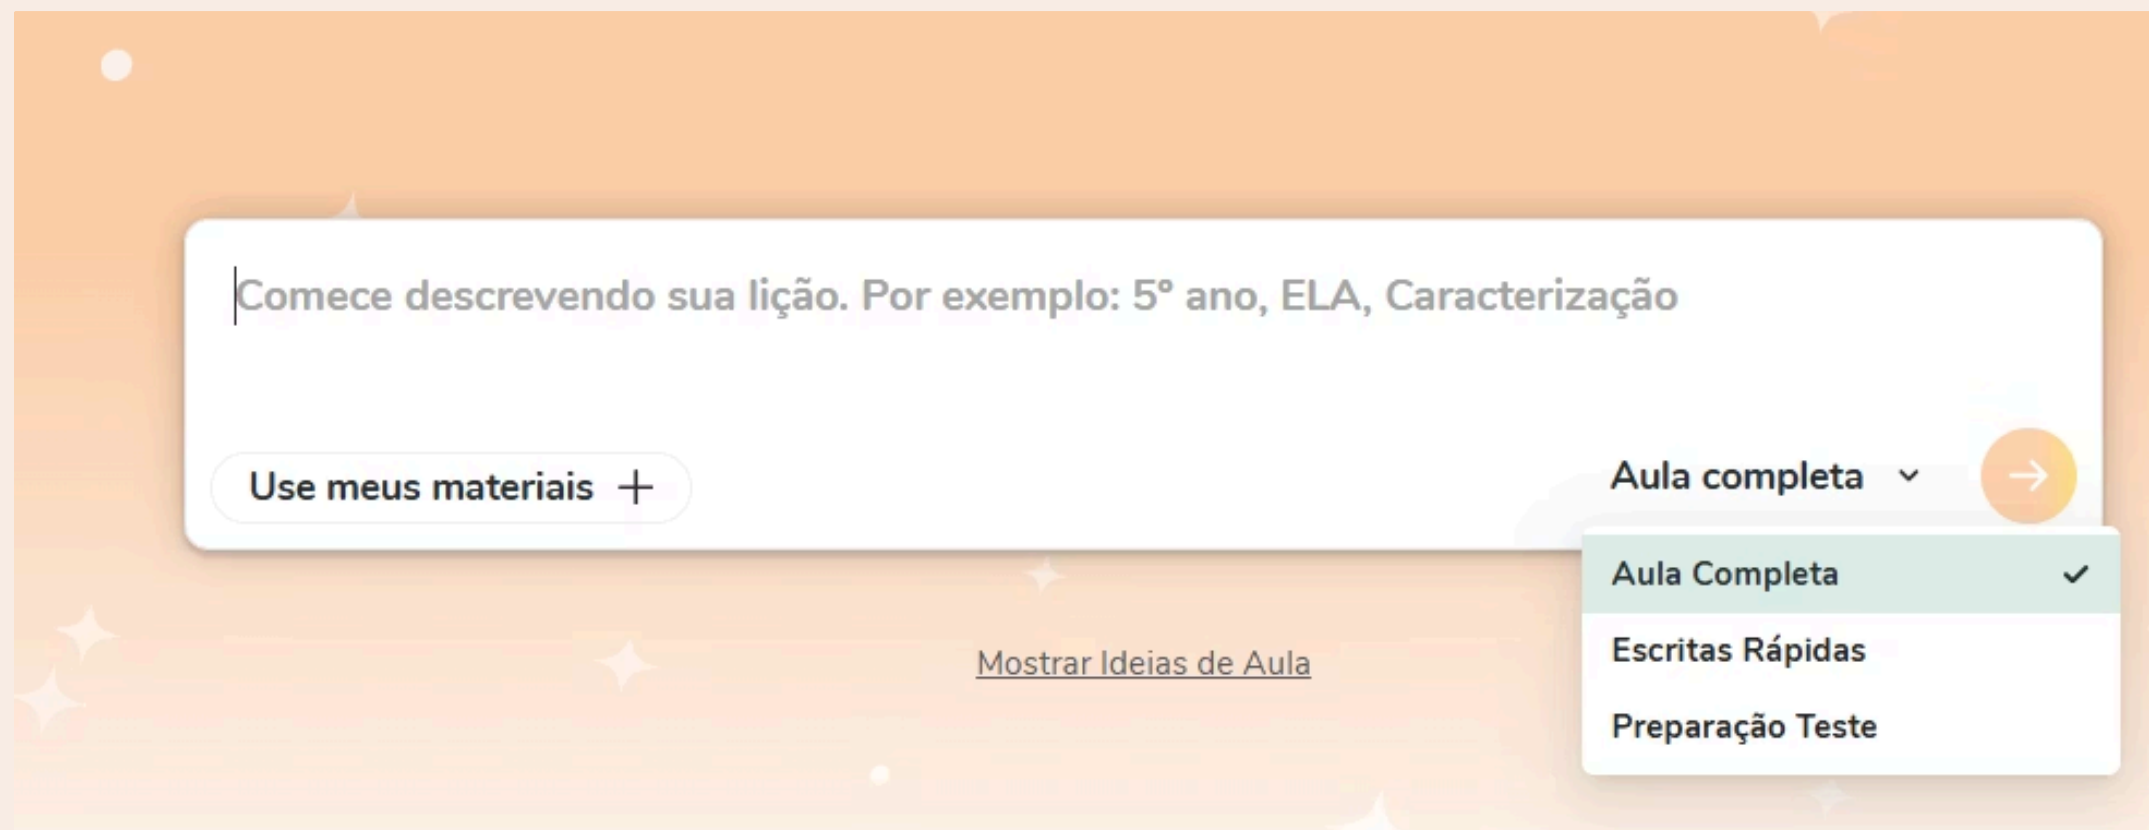 Comece descrevendo sua lição. Por exemplo: 5º ano, ELA, Caracterização
Use meus materiais +
Aula completa
Aula Completa
Escritas Rápidas
Preparação Teste
Mostrar Ideias de Aula